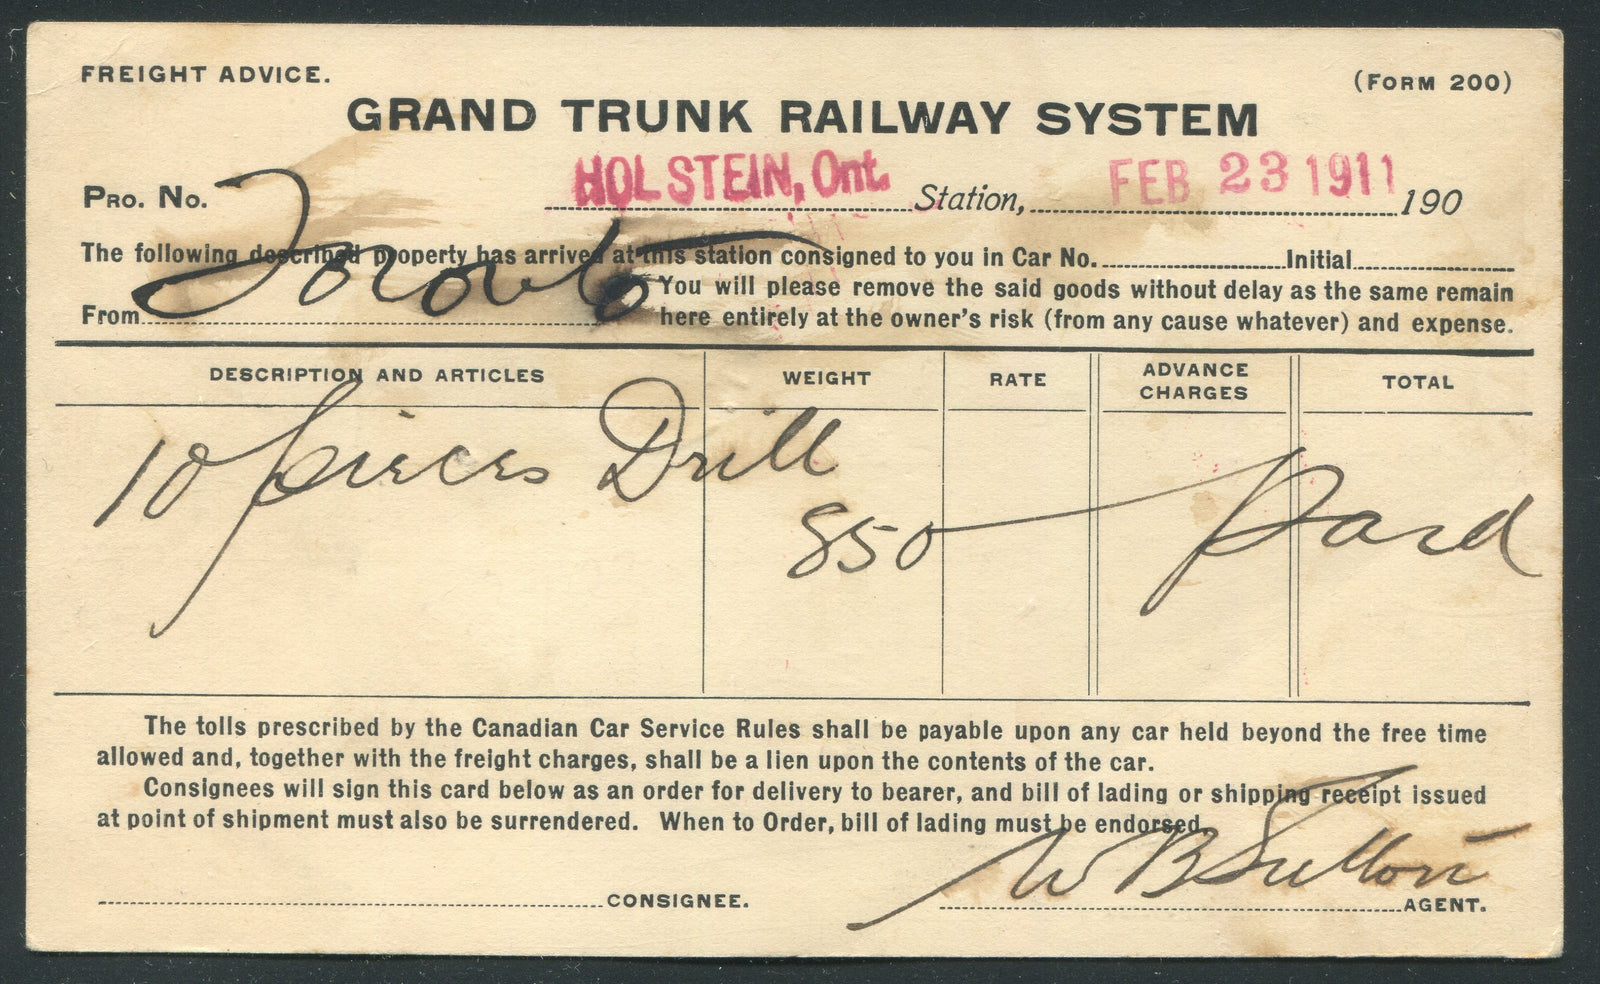 FREIGHT ADVICE.
(FORM 200)
GRAND TRUNK RAILWAY SYSTEM
PRO. NO. HOLSTEIN, Ont. Station, FEB 23 1911 190
The following described property has arrived at this station consigned to you in Car No. Initial
You will please remove the said goods without delay as the same remain
From Toronto here entirely at the owner's risk (from any cause whatever) and expense.
DESCRIPTION AND ARTICLES WEIGHT RATE ADVANCE CHARGES TOTAL
10 pieces Drill
850 paid
The tolls prescribed by the Canadian Car Service Rules shall be payable upon any car held beyond the free time
allowed and, together with the freight charges, shall be a lien upon the contents of the car.
Consignees will sign this card below as an order for delivery to bearer, and bill of lading or shipping receipt issued
at point of shipment must also be surrendered. When to Order, bill of lading must be endorsed.
W B Sutton
CONSIGNEE. AGENT.